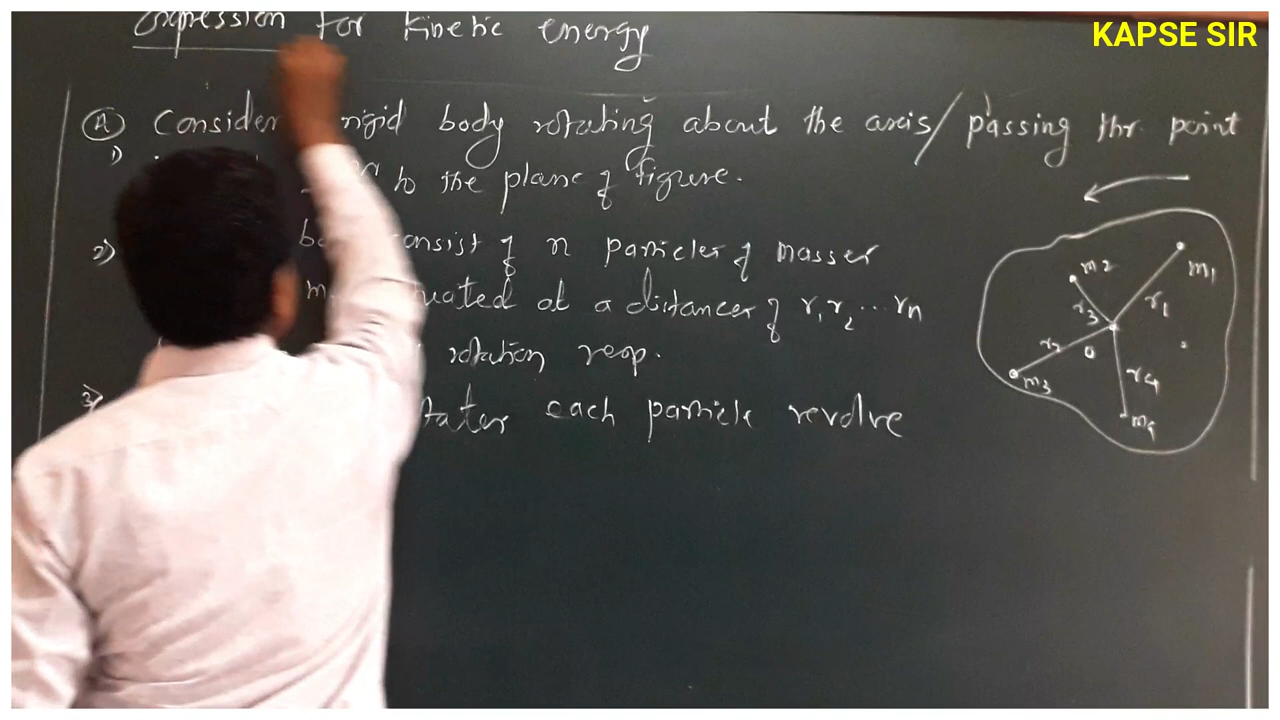 KAPSE SIR
Expression for kinetic energy
A) Consider rigid body rotating about the axis / passing thr. point
1) to the plane of figure.
2) consist of n particles of masses
m situated at a distances of r1 r2 ... rn
rotation resp.
3) each particle revolve
m1
m2
r1
r3
r2
O
m3
r4
m4